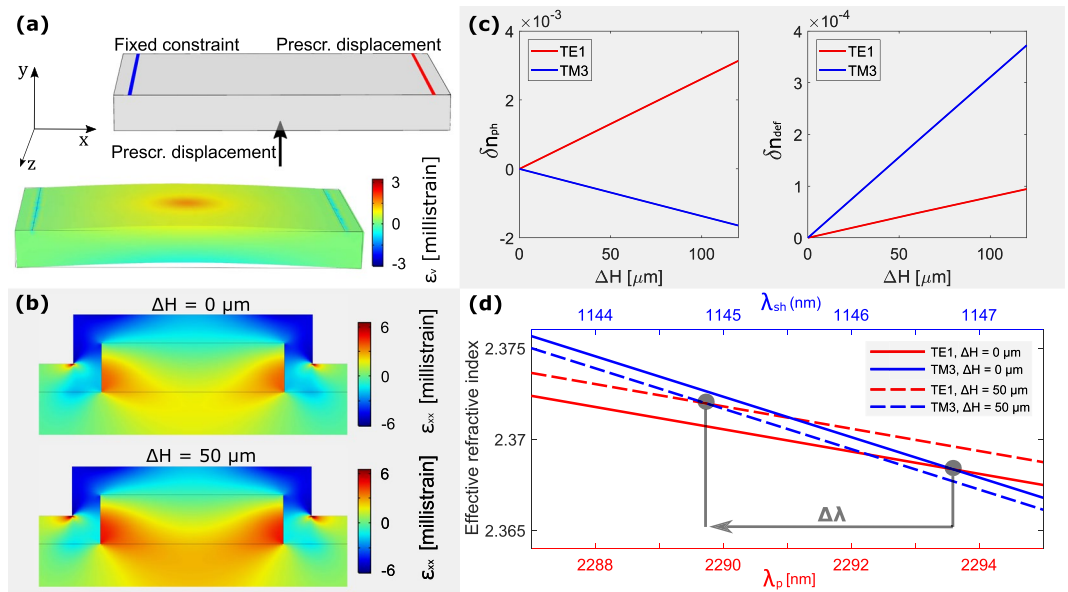 (a)
Fixed constraint
Prescr. displacement
y
x
z
Prescr. displacement
3
0
-3
εv [millistrain]
(b)
ΔH = 0 μm
6
0
-6
εxx [millistrain]
ΔH = 50 μm
6
0
-6
εxx [millistrain]
(c)
×10⁻³
4
2
0
-2
δnph
TE1
TM3
0
50
100
ΔH [μm]
×10⁻⁴
4
3
2
1
0
δndef
TE1
TM3
0
50
100
ΔH [μm]
(d)
λsh (nm)
1144
1145
1146
1147
2.375
2.37
2.365
Effective refractive index
TE1, ΔH = 0 μm
TM3, ΔH = 0 μm
TE1, ΔH = 50 μm
TM3, ΔH = 50 μm
Δλ
2288
2290
2292
2294
λp [nm]